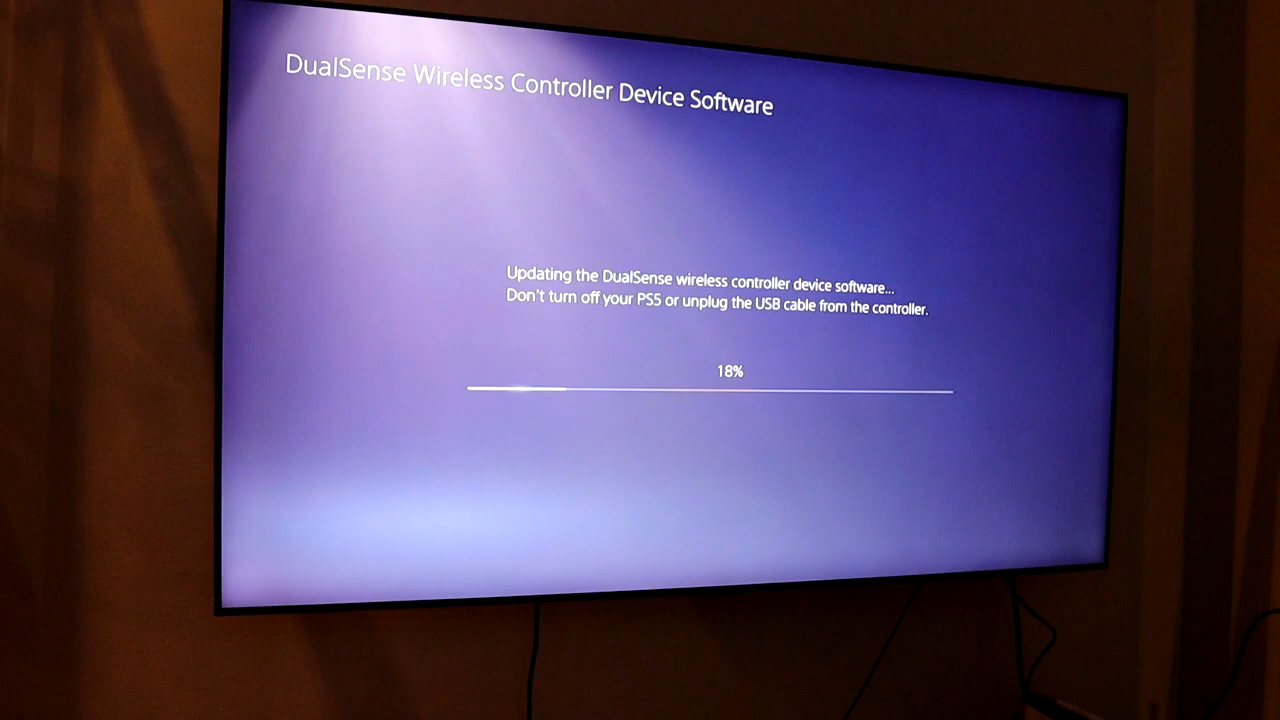 DualSense Wireless Controller Device Software
Updating the DualSense wireless controller device software...
Don't turn off your PS5 or unplug the USB cable from the controller.
18%